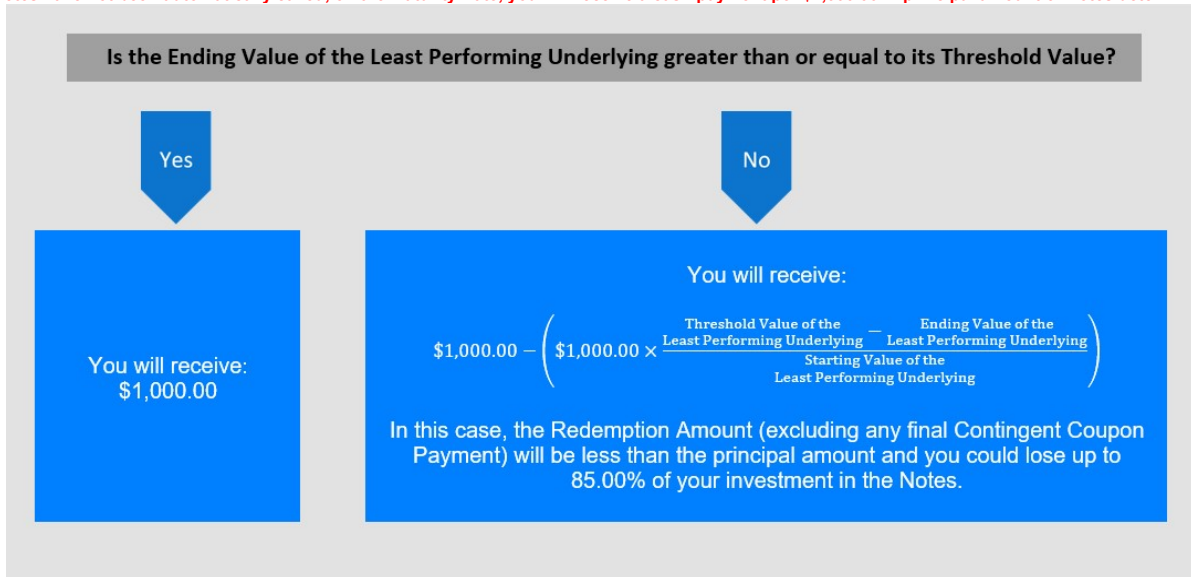 Is the Ending Value of the Least Performing Underlying greater than or equal to its Threshold Value?
Yes
No
You will receive:
$1,000.00
You will receive:
$1,000.00 − ( $1,000.00 × 
Threshold Value of the
Least Performing Underlying
−
Ending Value of the
Least Performing Underlying
Starting Value of the
Least Performing Underlying
)
In this case, the Redemption Amount (excluding any final Contingent Coupon
Payment) will be less than the principal amount and you could lose up to
85.00% of your investment in the Notes.